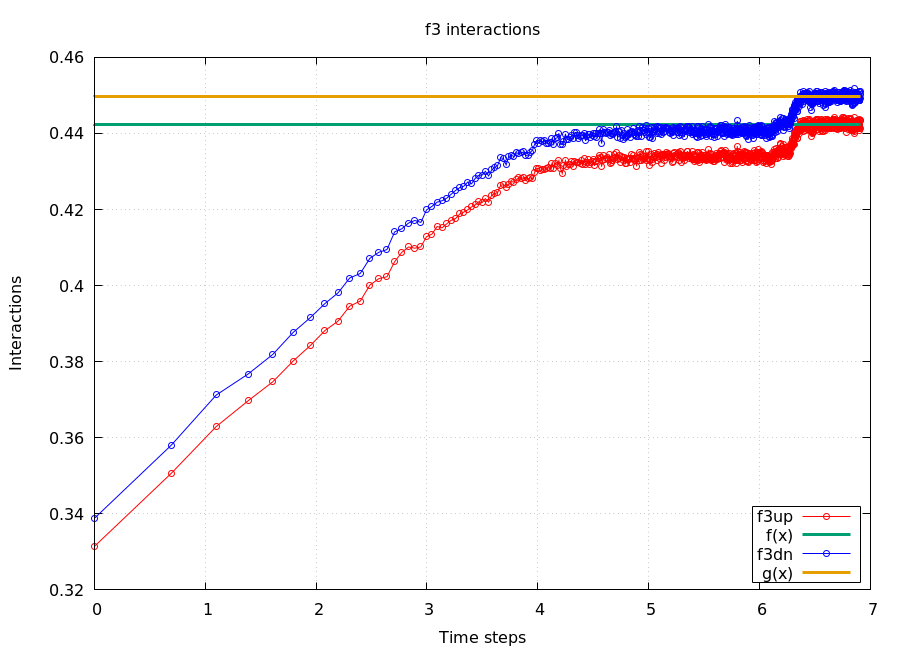 f3 interactions
0.46
0.44
0.42
0.4
0.38
0.36
0.34
0.32
Interactions
0 1 2 3 4 5 6 7
Time steps
f3up
f(x)
f3dn
g(x)